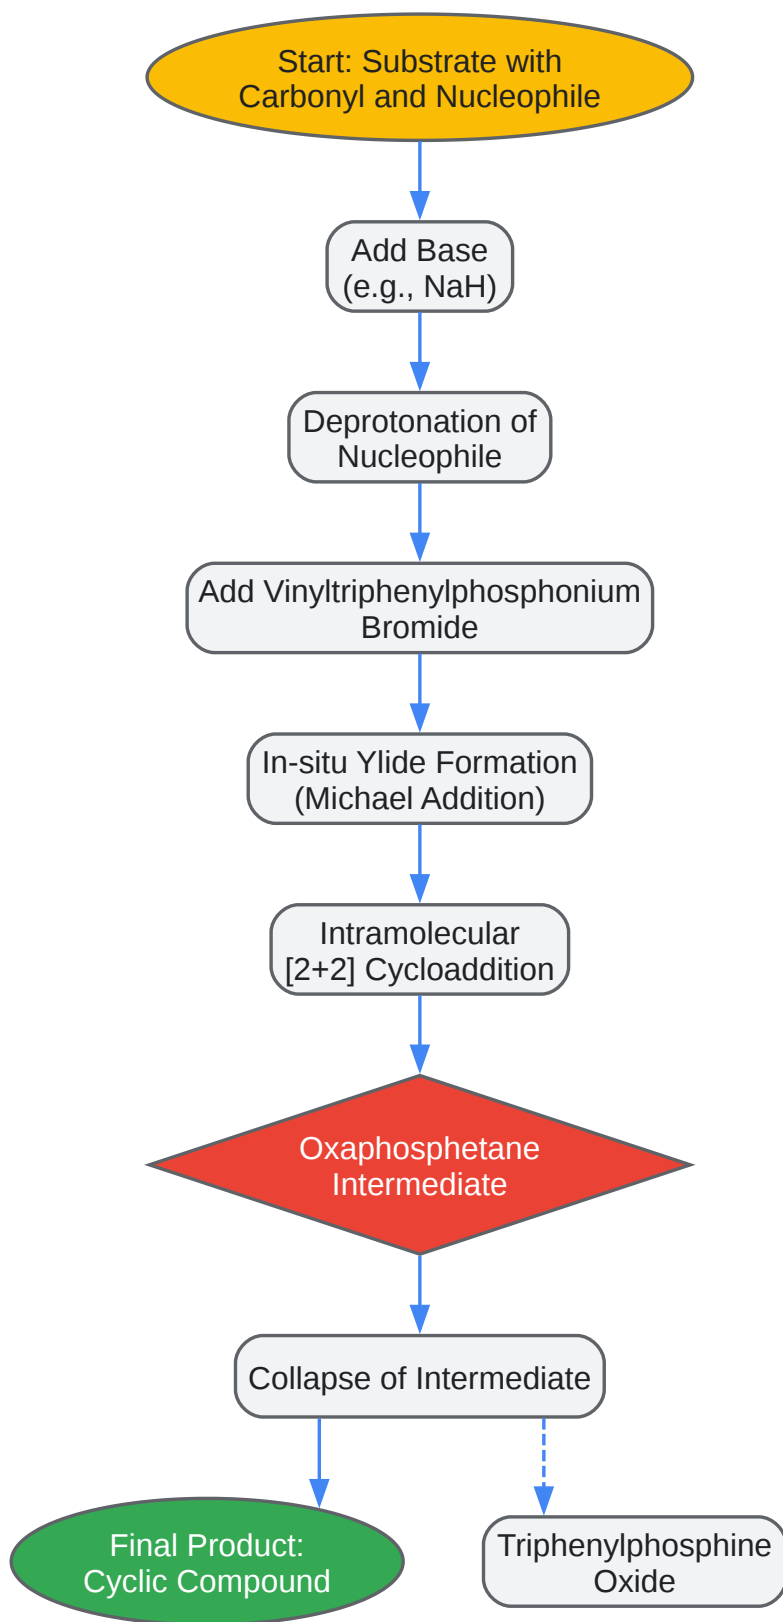 Start: Substrate with
Carbonyl and Nucleophile
Add Base
(e.g., NaH)
Deprotonation of
Nucleophile
Add Vinyltriphenylphosphonium
Bromide
In-situ Ylide Formation
(Michael Addition)
Intramolecular
[2+2] Cycloaddition
Oxaphosphetane
Intermediate
Collapse of Intermediate
Final Product:
Cyclic Compound
Triphenylphosphine
Oxide